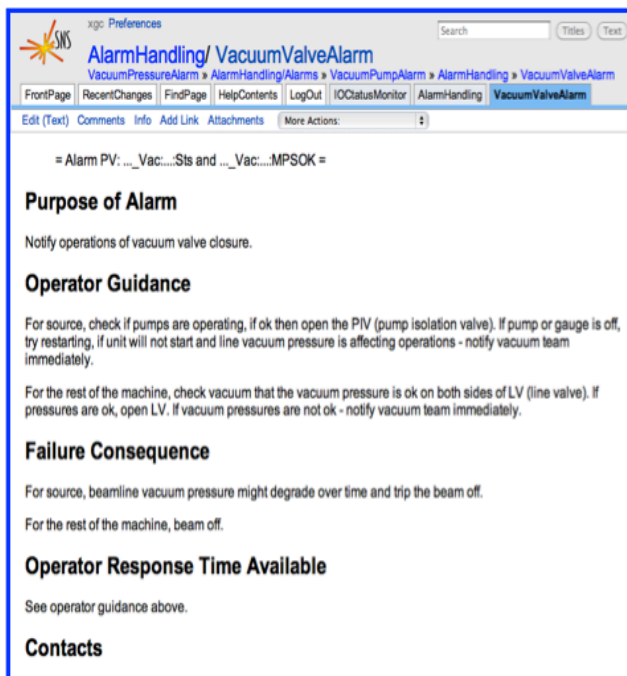 SNS
xgc Preferences
Search
Titles
Text
AlarmHandling/ VacuumValveAlarm
VacuumPressureAlarm » AlarmHandling/Alarms » VacuumPumpAlarm » AlarmHandling » VacuumValveAlarm
FrontPage RecentChanges FindPage HelpContents LogOut IOCtatusMonitor AlarmHandling VacuumValveAlarm
Edit (Text) Comments Info Add Link Attachments More Actions:
= Alarm PV: ..._Vac:...:Sts and ..._Vac:...:MPSOK =
Purpose of Alarm
Notify operations of vacuum valve closure.
Operator Guidance
For source, check if pumps are operating, if ok then open the PIV (pump isolation valve). If pump or gauge is off,
try restarting, if unit will not start and line vacuum pressure is affecting operations - notify vacuum team
immediately.
For the rest of the machine, check vacuum that the vacuum pressure is ok on both sides of LV (line valve). If
pressures are ok, open LV. If vacuum pressures are not ok - notify vacuum team immediately.
Failure Consequence
For source, beamline vacuum pressure might degrade over time and trip the beam off.
For the rest of the machine, beam off.
Operator Response Time Available
See operator guidance above.
Contacts